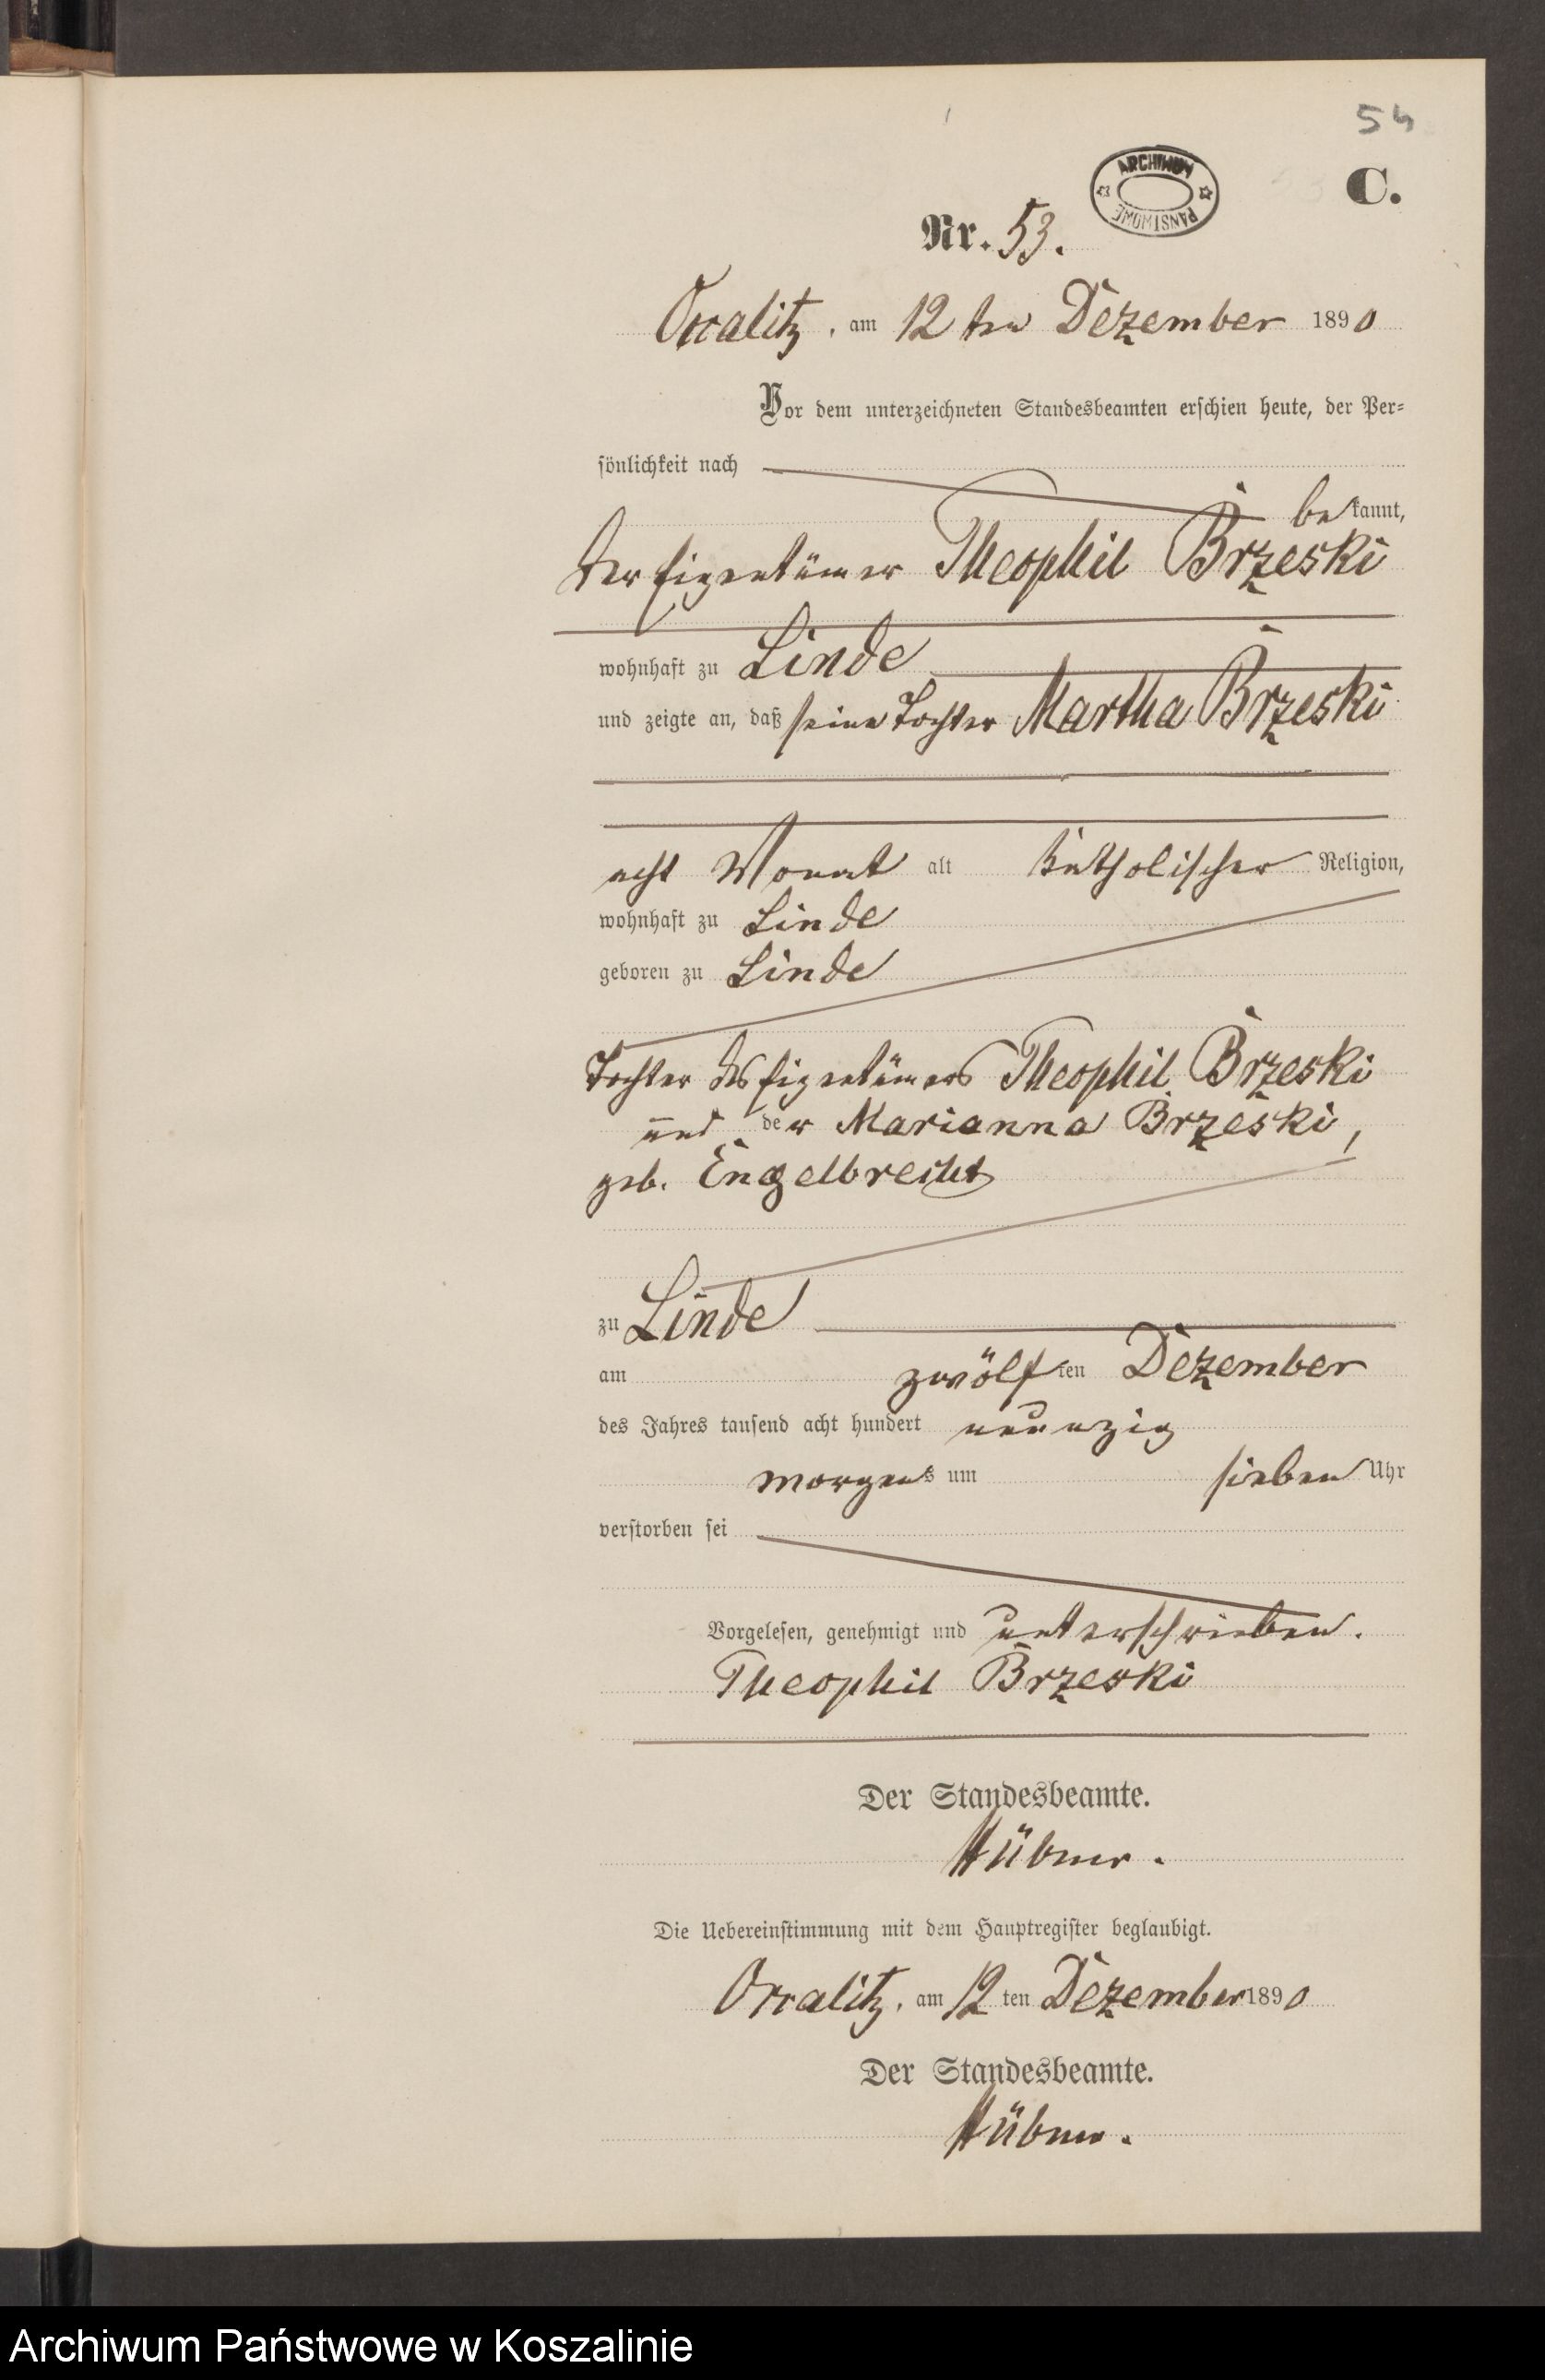 54
ARCHIWUM PAŃSTWOWE
C.
Nr. 53.
am 12ten Dezember 1890
Vor dem unterzeichneten Standesbeamten erschien heute, der Per-
sönlichkeit nach
bekannt,
der Eigentümer Theophil Brzeski
wohnhaft zu Linde
und zeigte an, daß seine Tochter Martha Brzeski
acht Monat alt katholischer Religion,
wohnhaft zu Linde
geboren zu Linde
Tochter des Eigentümers Theophil Brzeski
und der Marianna Brzeski,
geb. Engelbrecht
zu Linde
am zwölften Dezember
des Jahres tausend acht hundert neunzig
morgens um sieben Uhr
verstorben sei
Vorgelesen, genehmigt und unterschrieben.
Theophil Brzeski
Der Standesbeamte.
Hübner.
Die Uebereinstimmung mit dem Hauptregister beglaubigt.
am 12ten Dezember 1890
Der Standesbeamte.
Hübner.
Archiwum Państwowe w Koszalinie